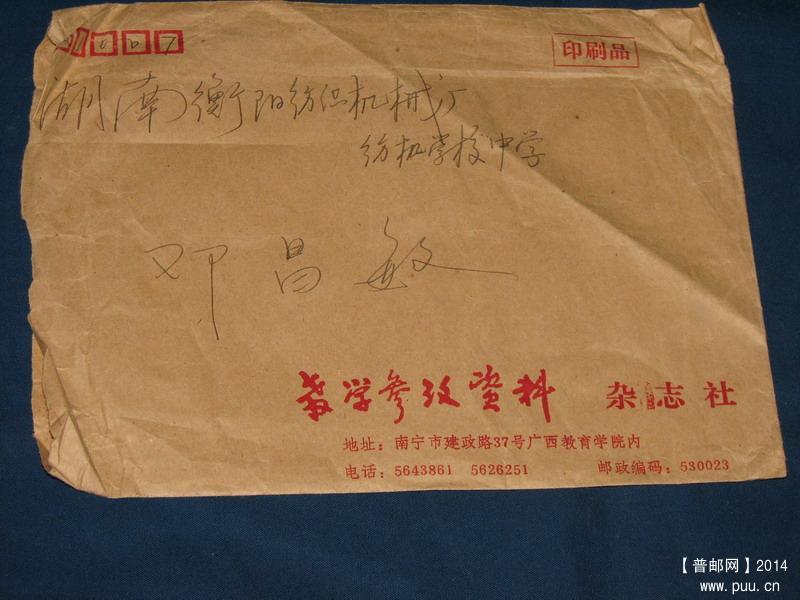 印刷品
湖南衡阳纺织机械厂
纺机学校中学
邓昌敏
教学参考资料 杂志社
地址：南宁市建政路37号广西教育学院内
电话：5643861 5626251 邮政编码：530023
【普邮网】2014
www.puu.cn